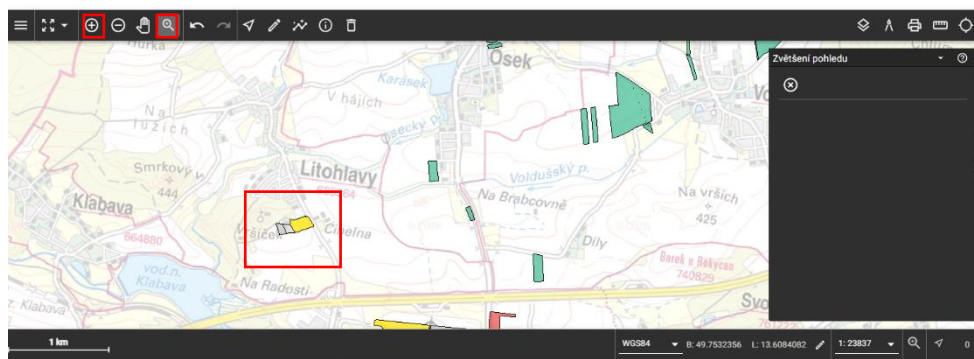 Zvětšení pohledu
Hůrka
Osek
Karásek
V hájích
Na
lužích
Osecký p.
Smrkový v.
444
Litohlavy
Voldušský p.
Na Brabcovně
Na vrších
425
Klabava
664880
Vršíček
Cihelna
Díly
Borek u Rokycan
740829
vod.n.
Klabava
Na Radosti
Svo
z. Klabava
1 km
WGS84
B: 49.7532356 L: 13.6084082
1: 23837
0